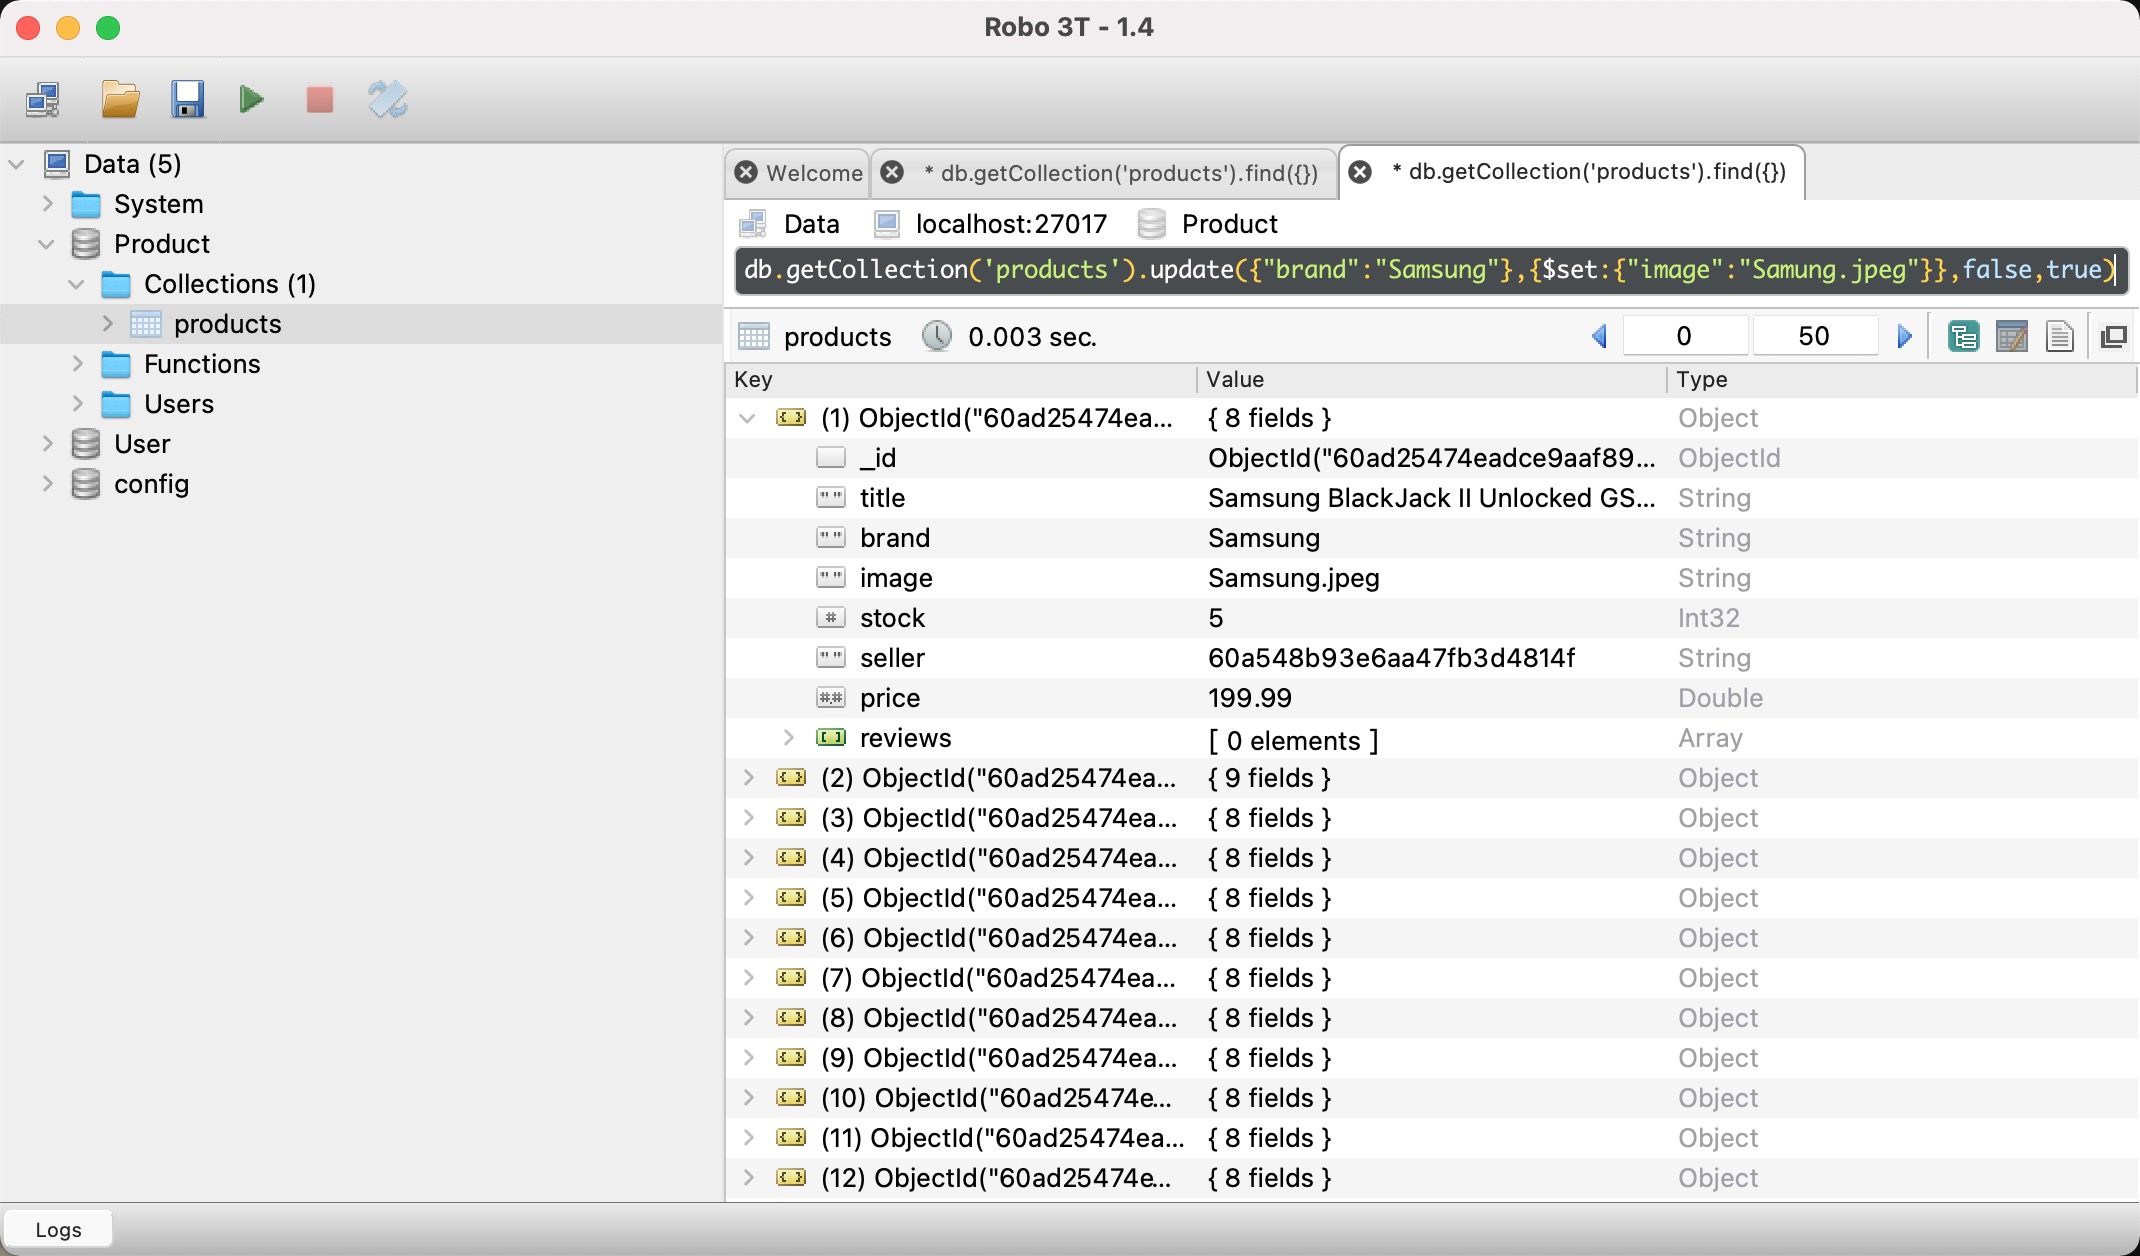 Robo 3T - 1.4
Data (5)
System
Product
Collections (1)
products
Functions
Users
User
config
Welcome
* db.getCollection('products').find({})
* db.getCollection('products').find({})
Data localhost:27017 Product
db.getCollection('products').update({"brand":"Samsung"},{$set:{"image":"Samung.jpeg"}},false,true)
products 0.003 sec. 0 50
Key Value Type
(1) ObjectId("60ad25474ea... { 8 fields } Object
_id ObjectId("60ad25474eadce9aaf89... ObjectId
title Samsung BlackJack II Unlocked GS... String
brand Samsung String
image Samsung.jpeg String
stock 5 Int32
seller 60a548b93e6aa47fb3d4814f String
price 199.99 Double
reviews [ 0 elements ] Array
(2) ObjectId("60ad25474ea... { 9 fields } Object
(3) ObjectId("60ad25474ea... { 8 fields } Object
(4) ObjectId("60ad25474ea... { 8 fields } Object
(5) ObjectId("60ad25474ea... { 8 fields } Object
(6) ObjectId("60ad25474ea... { 8 fields } Object
(7) ObjectId("60ad25474ea... { 8 fields } Object
(8) ObjectId("60ad25474ea... { 8 fields } Object
(9) ObjectId("60ad25474ea... { 8 fields } Object
(10) ObjectId("60ad25474e... { 8 fields } Object
(11) ObjectId("60ad25474ea... { 8 fields } Object
(12) ObjectId("60ad25474e... { 8 fields } Object
Logs